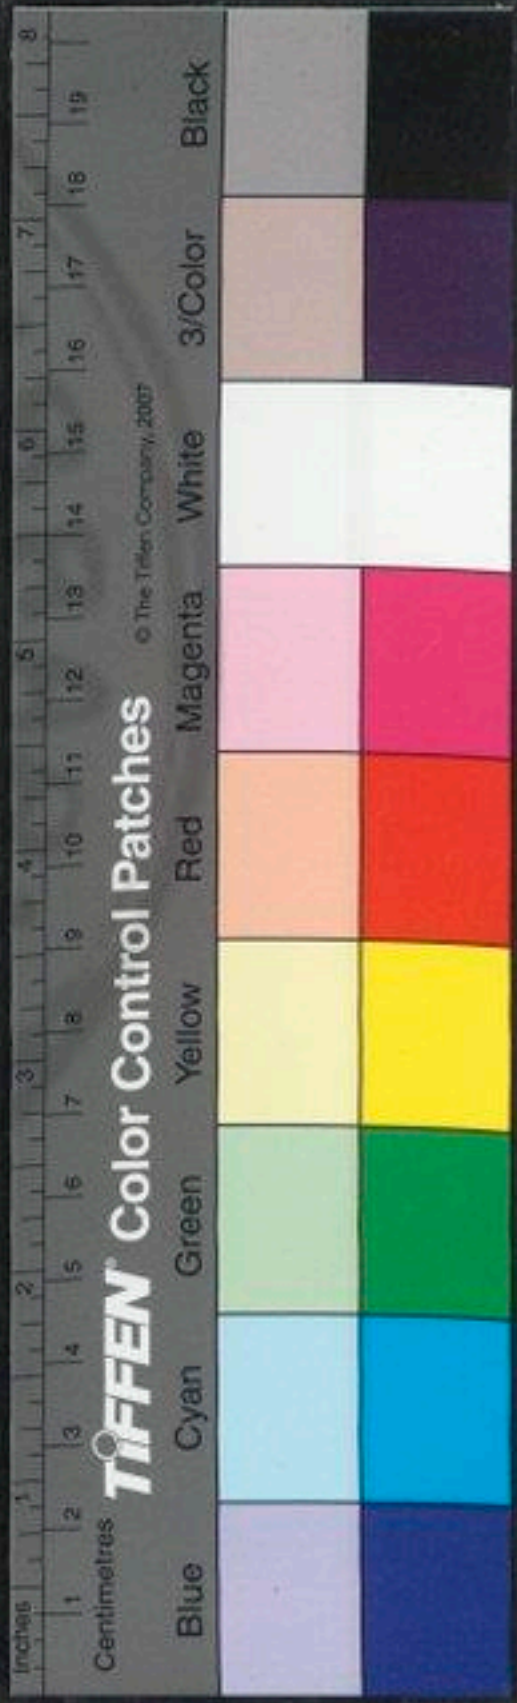 Inches 1 2 3 4 5 6 7 8
Centimetres 1 2 3 4 5 6 7 8 9 10 11 12 13 14 15 16 17 18 19
TIFFEN® Color Control Patches © The Tiffen Company, 2007
Blue Cyan Green Yellow Red Magenta White 3/Color Black